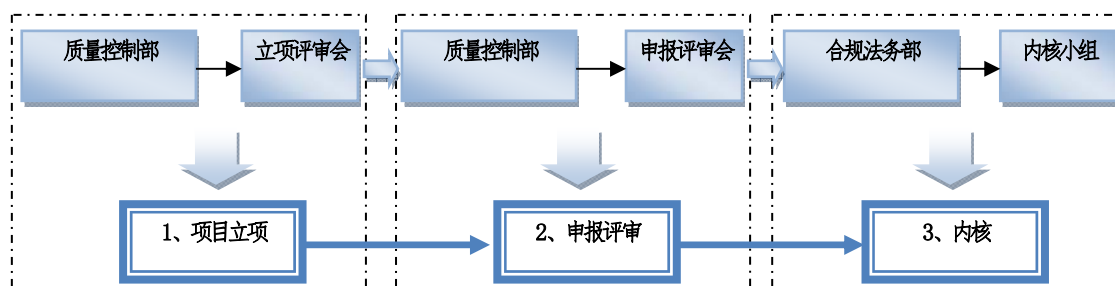 质量控制部
立项评审会
质量控制部
申报评审会
合规法务部
内核小组
1、项目立项
2、申报评审
3、内核